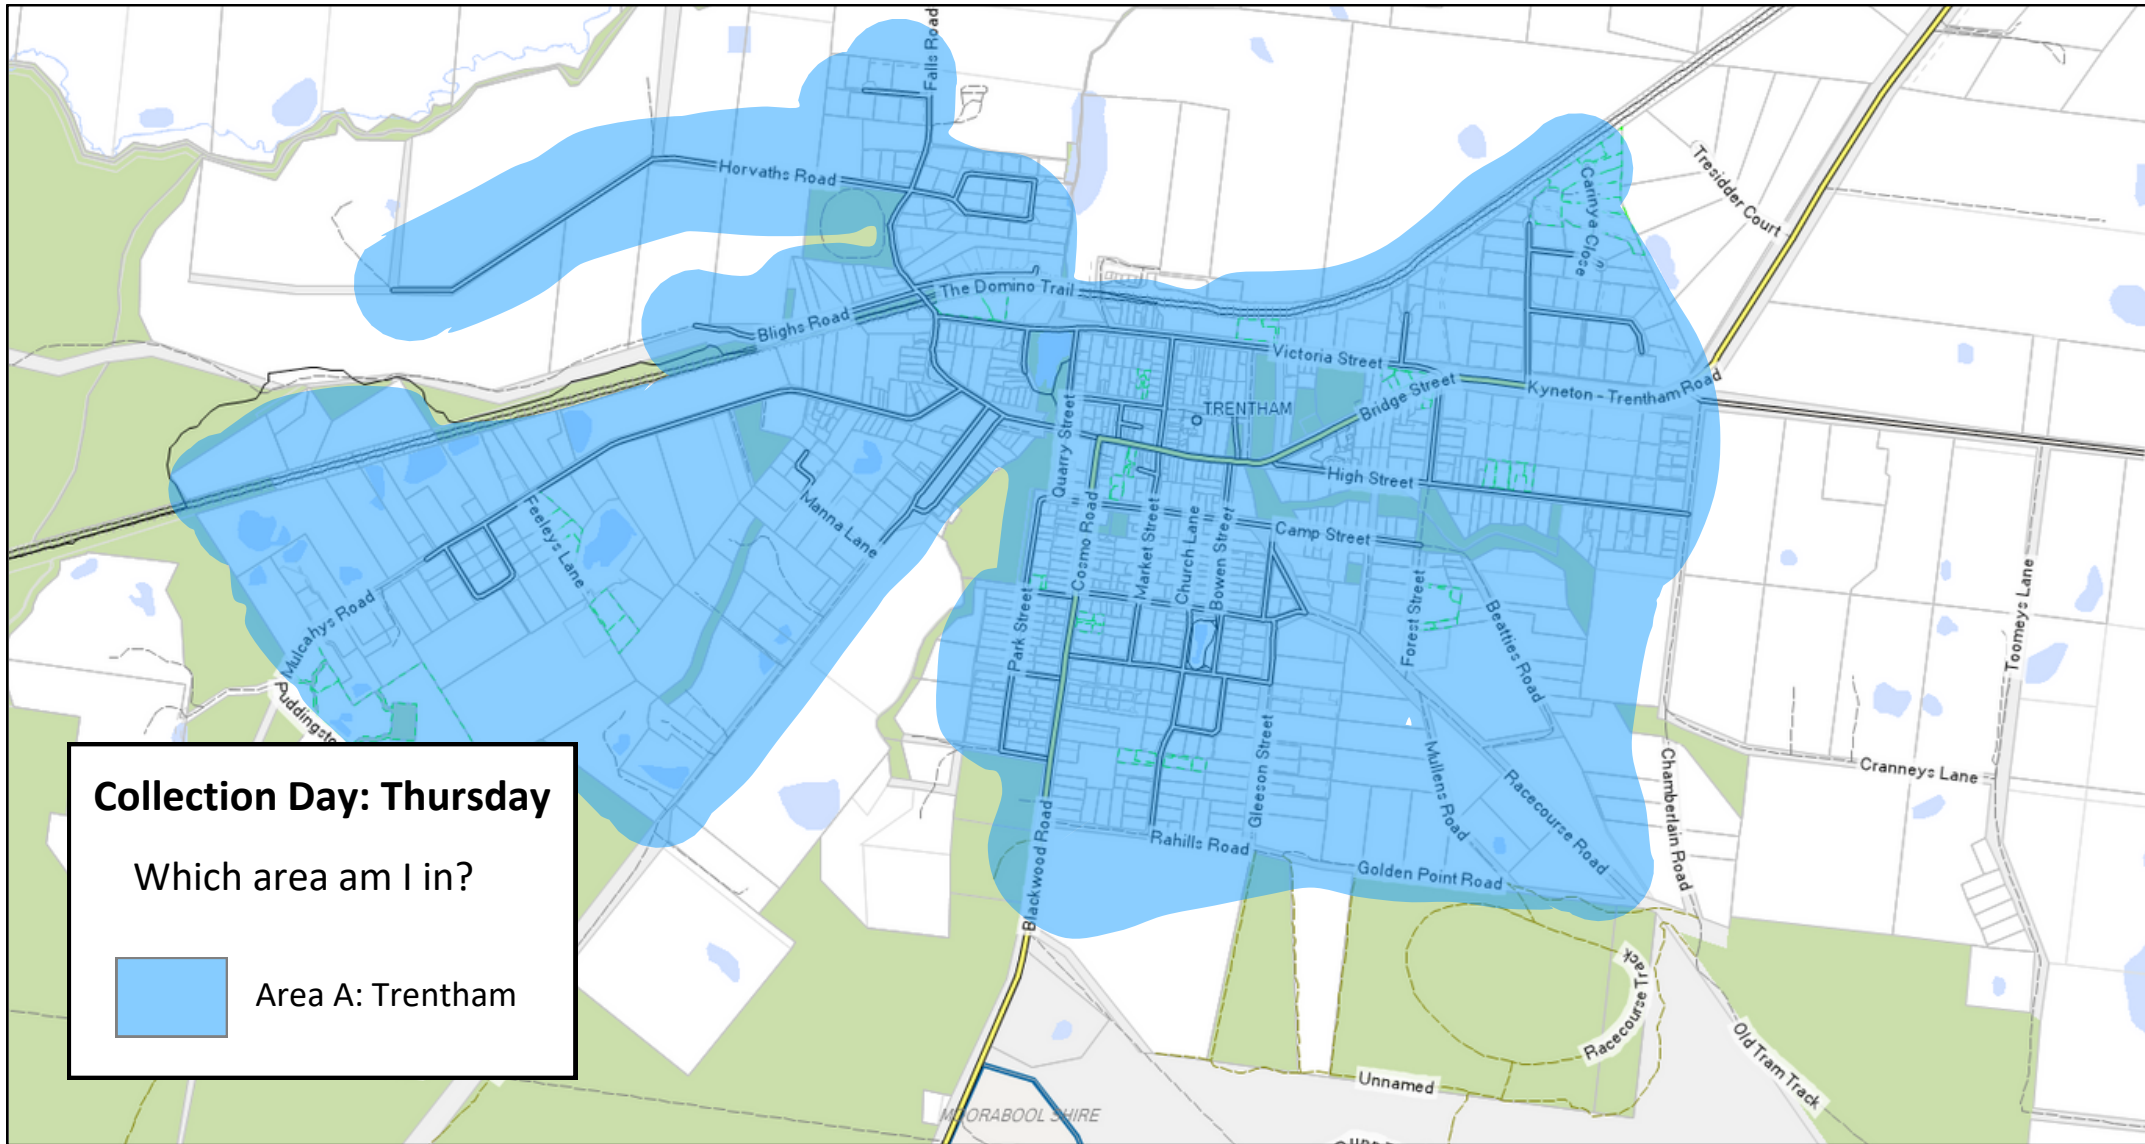 Falls Road
Horvaths Road
Tresidder Court
Carinya Close
The Domino Trail
Blighs Road
Victoria Street
Kyneton - Trentham Road
Bridge Street
TRENTHAM
Quarry Street
High Street
Manna Lane
Feeleys Lane
Cosmo Road
Market Street
Church Lane
Bowen Street
Camp Street
Mulcahys Road
Park Street
Forest Street
Beatties Road
Toomeys Lane
Gleeson Street
Mullens Road
Racecourse Road
Chamberlain Road
Cranneys Lane
Blackwood Road
Rahills Road
Golden Point Road
Racecourse Track
Old Tram Track
Unnamed
MOORABOOL SHIRE
Collection Day: Thursday
Which area am I in?
Area A: Trentham